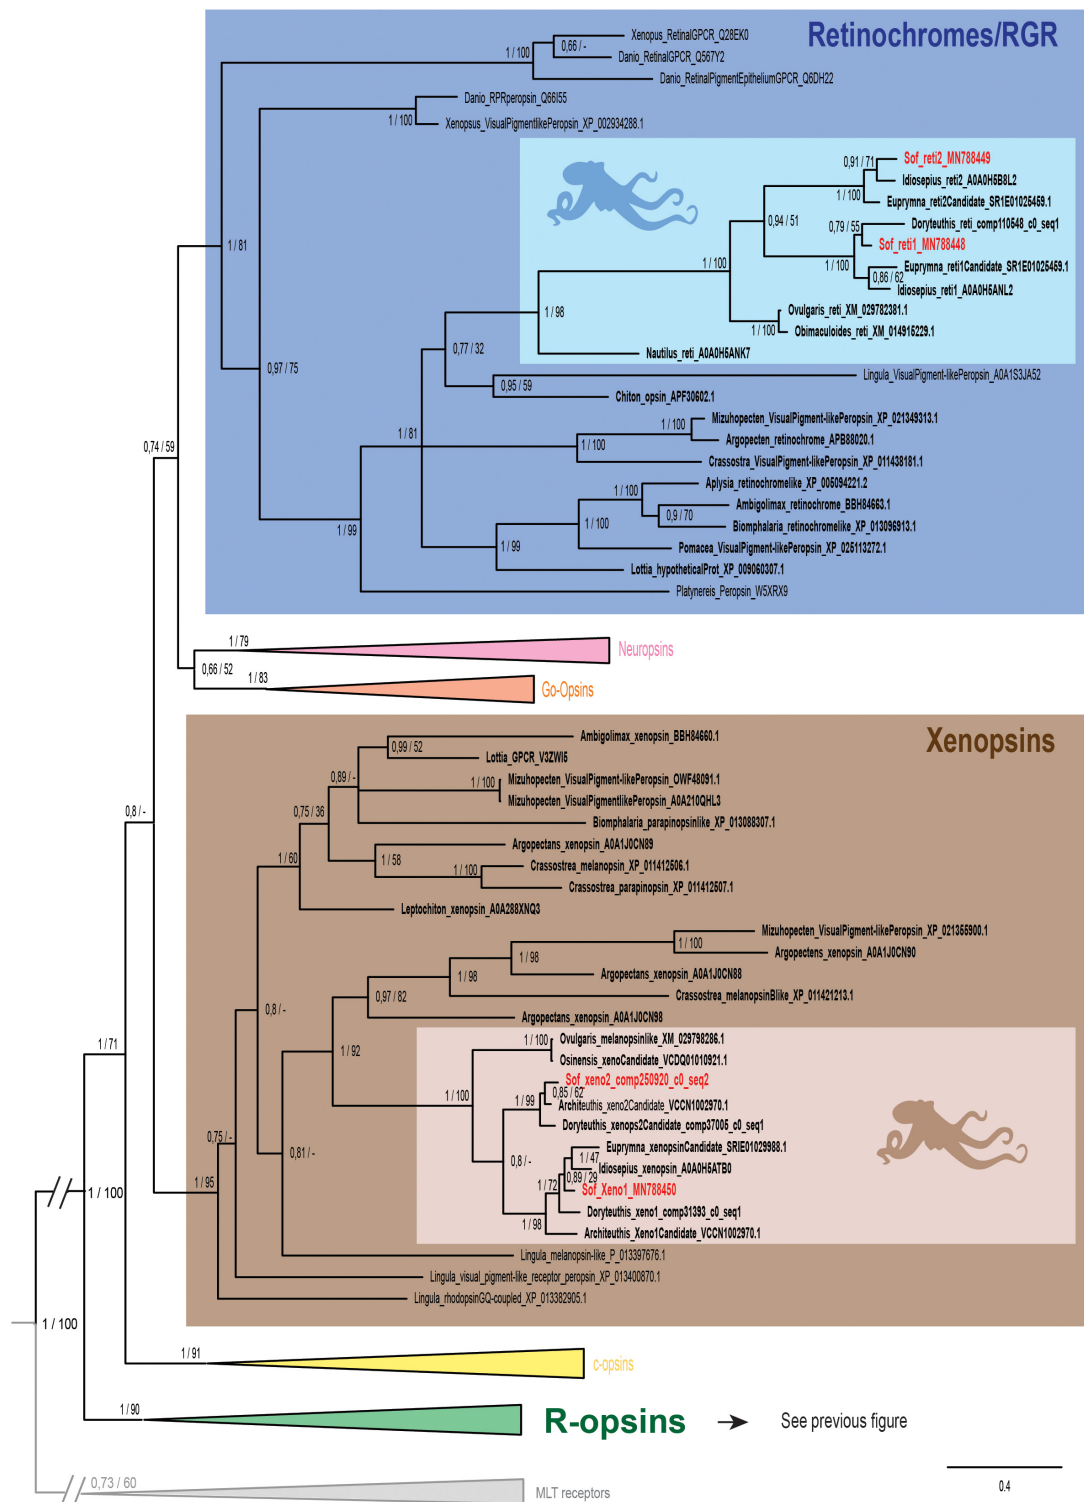 Retinochromes/RGR
Xenopus_RetinalGPCR_Q28EK0
0,66 / -
1 / 100
Danio_RetinalGPCR_Q567Y2
Danio_RetinalPigmentEpitheliumGPCR_Q6DH22
Danio_RPRperopsin_Q66I55
1 / 100
Xenopsus_VisualPigmentlikePeropsin_XP_002934288.1
0,91 / 71
Sof_reti2_MN788449
Idiosepius_reti2_A0A0H5B8L2
1 / 100
Euprymna_reti2Candidate_SR1E01025459.1
0,94 / 51
0,79 / 55
Doryteuthis_reti_comp110548_c0_seq1
Sof_reti1_MN788448
1 / 81
1 / 100
1 / 100
Euprymna_reti1Candidate_SR1E01025459.1
0,86 / 62
Idiosepius_reti1_A0A0H5ANL2
1 / 98
Ovulgaris_reti_XM_029782381.1
1 / 100
Obimaculoides_reti_XM_014915229.1
0,77 / 32
Nautilus_reti_A0A0H5ANK7
0,97 / 75
Lingula_VisualPigment-likePeropsin_A0A1S3JA52
0,95 / 59
Chiton_opsin_APF30602.1
Mizuhopecten_VisualPigment-likePeropsin_XP_021349313.1
1 / 100
1 / 81
Argopecten_retinochrome_APB88020.1
0,74 / 59
1 / 100
Crassostra_VisualPigment-likePeropsin_XP_011438181.1
Aplysia_retinochromelike_XP_005094221.2
1 / 100
Ambigolimax_retinochrome_BBH84663.1
0,9 / 70
1 / 99
1 / 100
Biomphalaria_retinochromelike_XP_013096913.1
1 / 99
Pomacea_VisualPigment-likePeropsin_XP_025113272.1
Lottia_hypotheticalProt_XP_009060307.1
Platynereis_Peropsin_W5XRX9
1 / 79
Neuropsins
0,66 / 52
1 / 83
Go-Opsins
Xenopsins
Ambigolimax_xenopsin_BBH84660.1
0,99 / 52
Lottia_GPCR_V3ZWI5
0,89 / -
Mizuhopecten_VisualPigment-likePeropsin_OWF48091.1
1 / 100
Mizuhopecten_VisualPigmentlikePeropsin_A0A210QHL3
0,8 / -
0,75 / 36
Biomphalaria_parapinopsinlike_XP_013088307.1
Argopectans_xenopsin_A0A1J0CN89
1 / 60
1 / 58
Crassostrea_melanopsin_XP_011412506.1
1 / 100
Crassostrea_parapinopsin_XP_011412507.1
Leptochiton_xenopsin_A0A288XNQ3
Mizuhopecten_VisualPigment-likePeropsin_XP_021355900.1
1 / 100
Argopectens_xenopsin_A0A1J0CN90
1 / 98
Argopectans_xenopsin_A0A1J0CN88
1 / 98
Crassostrea_melanopsinBlike_XP_011421213.1
0,97 / 82
0,8 / -
Argopectans_xenopsin_A0A1J0CN98
1 / 71
1 / 92
1 / 100
Ovulgaris_melanopsinlike_XM_029798286.1
Osinensis_xenoCandidate_VCDQ01010921.1
Sof_xeno2_comp250920_c0_seq2
1 / 100
0,85 / 62
1 / 99
Architeuthis_xeno2Candidate_VCCN1002970.1
Doryteuthis_xenops2Candidate_comp37005_c0_seq1
0,75 / -
0,81 / -
0,8 / -
Euprymna_xenopsinCandidate_SRIE01029988.1
1 / 47
Idiosepius_xenopsin_A0A0H5ATB0
0,89 / 29
1 / 72
Sof_Xeno1_MN788450
1 / 95
1 / 100
Doryteuthis_xeno1_comp31393_c0_seq1
1 / 98
Architeuthis_Xeno1Candidate_VCCN1002970.1
Lingula_melanopsin-like_P_013397676.1
Lingula_visual_pigment-like_receptor_peropsin_XP_013400870.1
Lingula_rhodopsinGQ-coupled_XP_013382905.1
1 / 100
1 / 91
c-opsins
1 / 90
R-opsins
See previous figure
0,73 / 60
MLT receptors
0.4